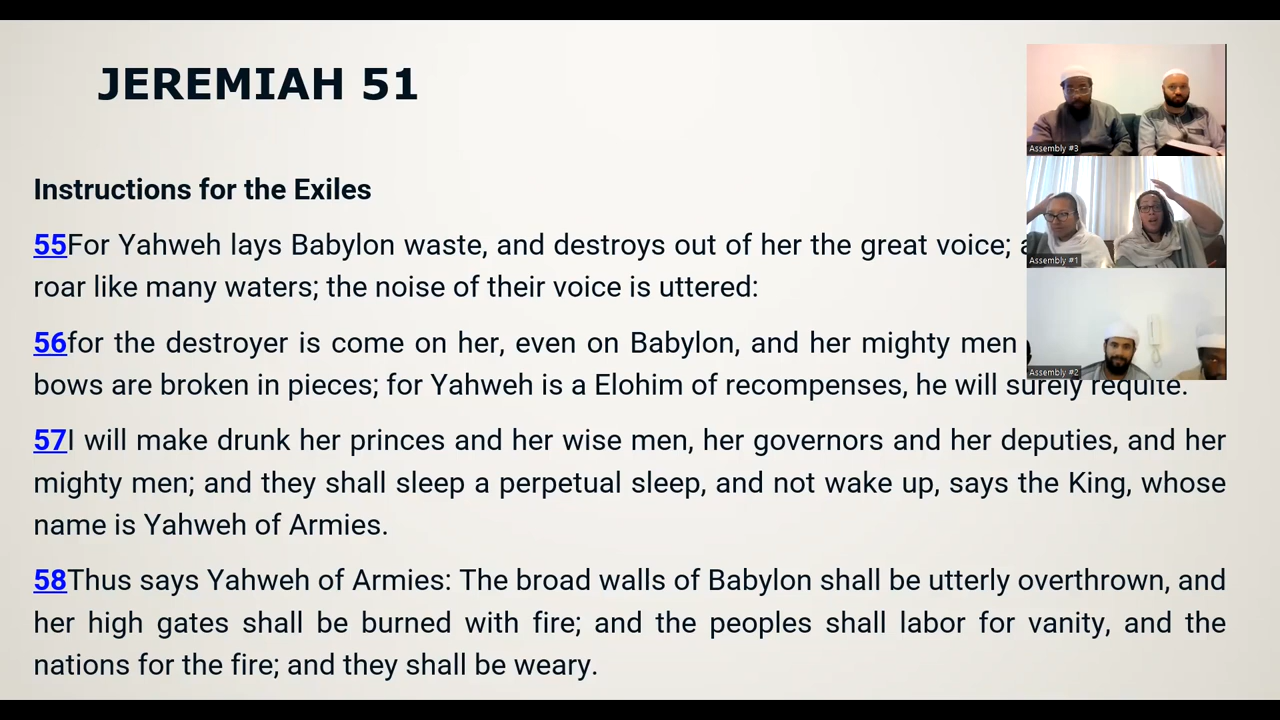 JEREMIAH 51
Instructions for the Exiles
55For Yahweh lays Babylon waste, and destroys out of her the great voice;
roar like many waters; the noise of their voice is uttered:
56for the destroyer is come on her, even on Babylon, and her mighty men
bows are broken in pieces; for Yahweh is a Elohim of recompenses, he will surely requite.
57I will make drunk her princes and her wise men, her governors and her deputies, and her
mighty men; and they shall sleep a perpetual sleep, and not wake up, says the King, whose
name is Yahweh of Armies.
58Thus says Yahweh of Armies: The broad walls of Babylon shall be utterly overthrown, and
her high gates shall be burned with fire; and the peoples shall labor for vanity, and the
nations for the fire; and they shall be weary.
Assembly #3
Assembly #1
Assembly #2